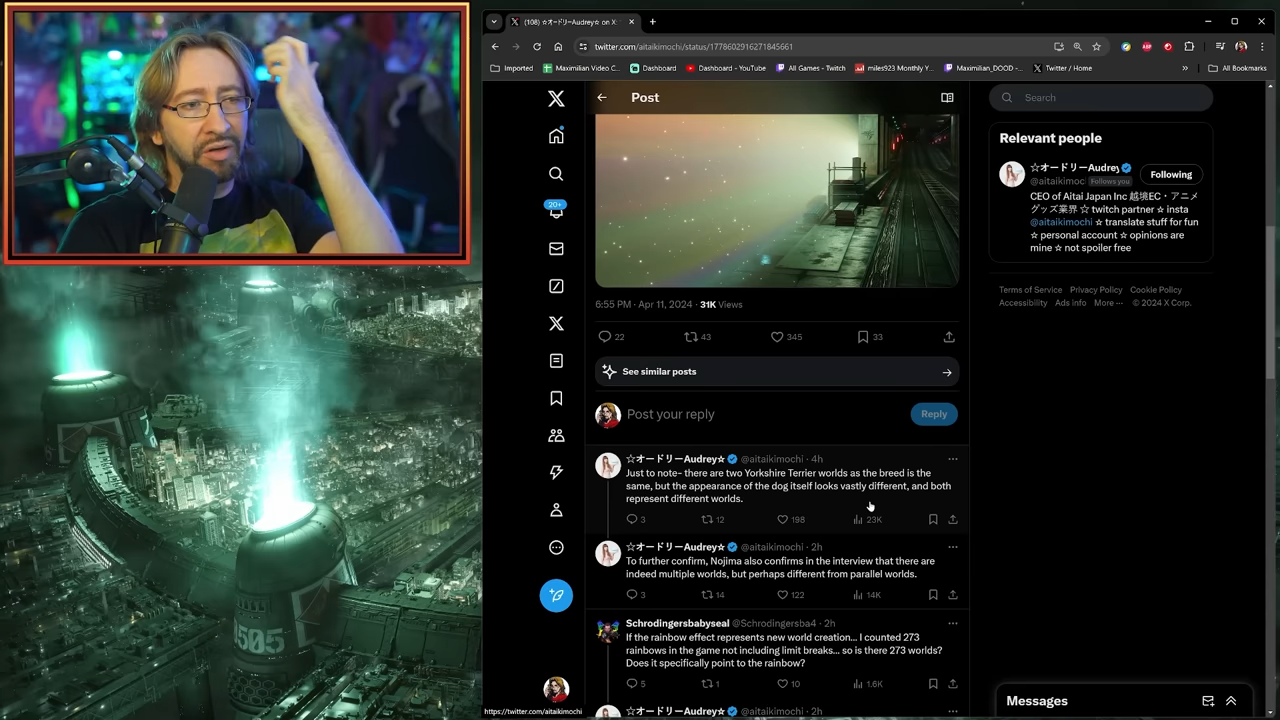 (108) ☆オードリーAudrey☆ on X:
twitter.com/aitaikimochi/status/1778602916271845661
Imported
Maximilian Video C...
Dashboard
Dashboard - YouTube
All Games - Twitch
miles923 Monthly Y...
Maximilian_DOOD -...
Twitter / Home
All Bookmarks
Post
Search
Relevant people
☆オードリーAudrey
@aitaikimoc
Follows you
Following
CEO of Aitai Japan Inc 越境EC・アニメ
グッズ業界 ☆ twitch partner ☆ insta
@aitaikimochi ☆ translate stuff for fun
☆ personal account ☆ opinions are
mine ☆ not spoiler free
Terms of Service Privacy Policy Cookie Policy
Accessibility Ads info More ··· © 2024 X Corp.
20+
6:55 PM · Apr 11, 2024 · 31K Views
22 43 345 33
See similar posts
Post your reply
Reply
☆オードリーAudrey☆ @aitaikimochi · 4h
Just to note- there are two Yorkshire Terrier worlds as the breed is the
same, but the appearance of the dog itself looks vastly different, and both
represent different worlds.
3 12 198 23K
☆オードリーAudrey☆ @aitaikimochi · 2h
To further confirm, Nojima also confirms in the interview that there are
indeed multiple worlds, but perhaps different from parallel worlds.
3 14 122 14K
Schrodingersbabyseal @Schrodingersba4 · 2h
If the rainbow effect represents new world creation... I counted 273
rainbows in the game not including limit breaks... so is there 273 worlds?
Does it specifically point to the rainbow?
5 1 10 1.6K
☆オードリーAudrey☆ @aitaikimochi · 2h
Messages
https://twitter.com/aitaikimochi